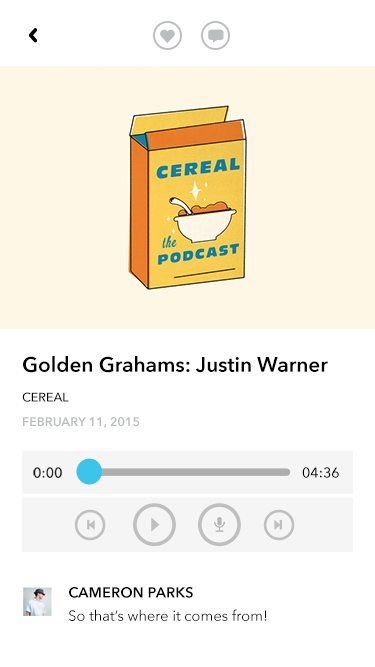 CEREAL
the
PODCAST
Golden Grahams: Justin Warner
CEREAL
FEBRUARY 11, 2015
0:00
04:36
CAMERON PARKS
So that's where it comes from!